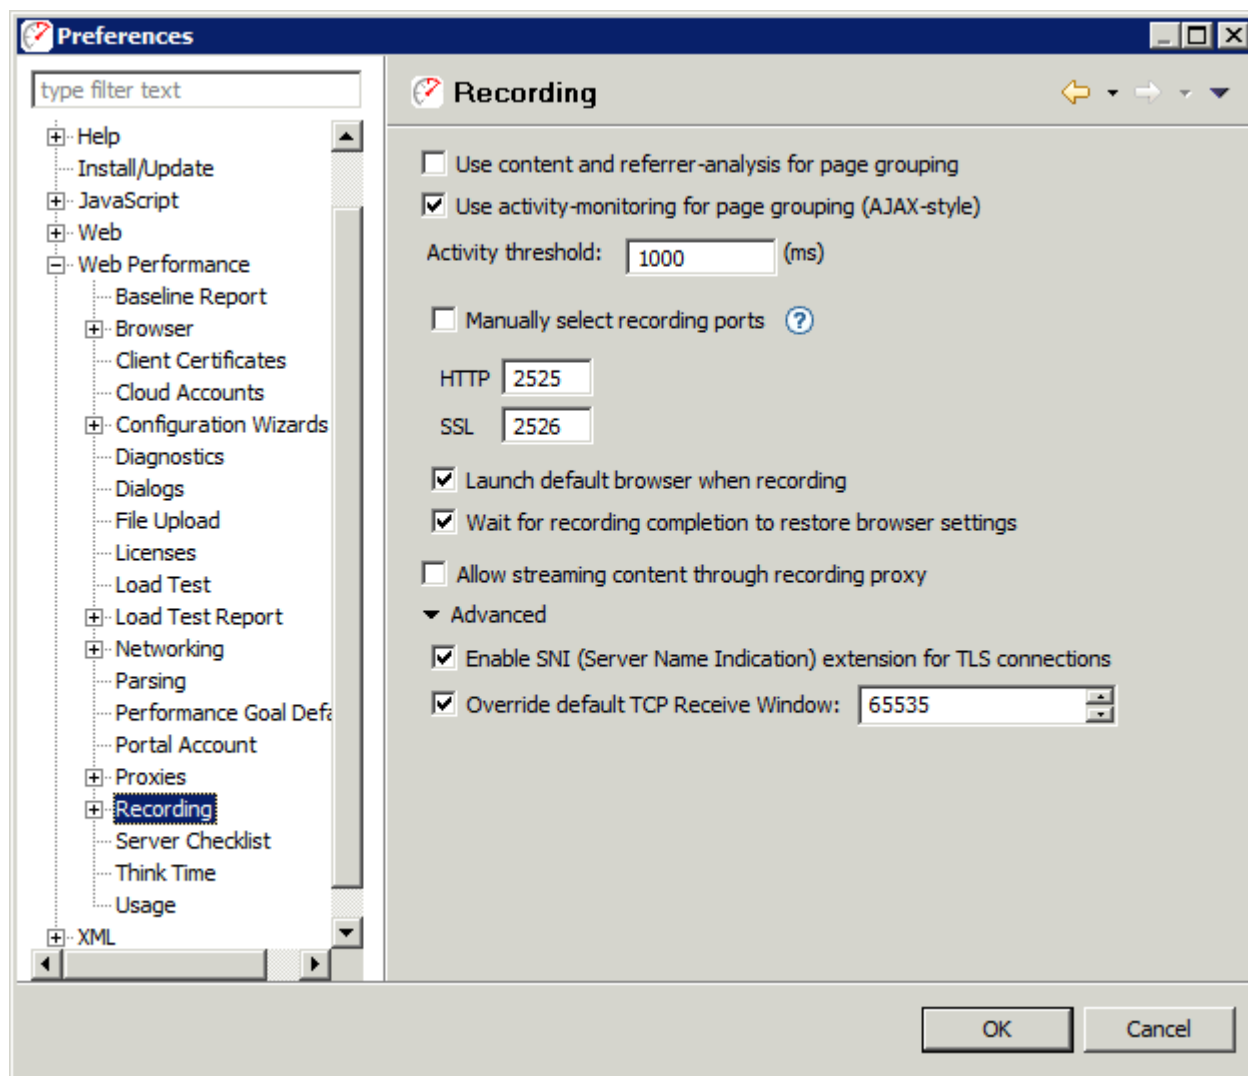 Preferences
type filter text
Help
Install/Update
JavaScript
Web
Web Performance
Baseline Report
Browser
Client Certificates
Cloud Accounts
Configuration Wizards
Diagnostics
Dialogs
File Upload
Licenses
Load Test
Load Test Report
Networking
Parsing
Performance Goal Defa
Portal Account
Proxies
Recording
Server Checklist
Think Time
Usage
XML
Recording
Use content and referrer-analysis for page grouping
Use activity-monitoring for page grouping (AJAX-style)
Activity threshold: 1000 (ms)
Manually select recording ports ?
HTTP 2525
SSL 2526
Launch default browser when recording
Wait for recording completion to restore browser settings
Allow streaming content through recording proxy
Advanced
Enable SNI (Server Name Indication) extension for TLS connections
Override default TCP Receive Window: 65535
OK Cancel